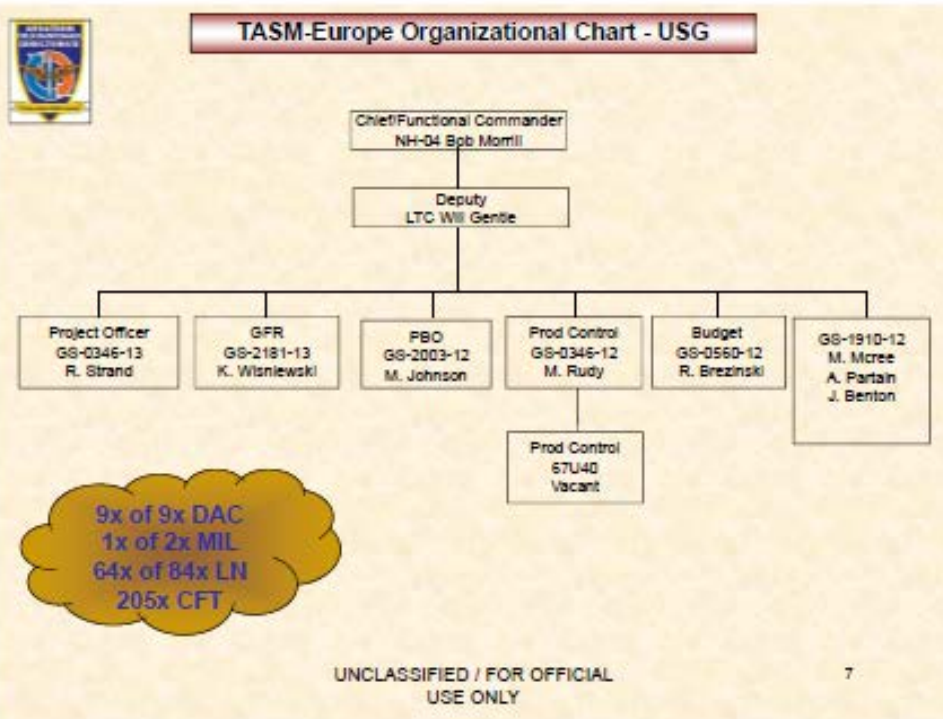 TASM-Europe Organizational Chart - USG
Chief/Functional Commander
NH-04 Bob Morrill
Deputy
LTC Will Gentle
Project Officer
GS-0346-13
R. Strand
GFR
GS-2181-13
K. Wisniewski
PBO
GS-2003-12
M. Johnson
Prod Control
GS-0346-12
M. Rudy
Budget
GS-0560-12
R. Brezinski
GS-1910-12
M. Mcree
A. Partain
J. Benton
Prod Control
67U40
Vacant
9x of 9x DAC
1x of 2x MIL
64x of 84x LN
205x CFT
UNCLASSIFIED / FOR OFFICIAL
USE ONLY
7